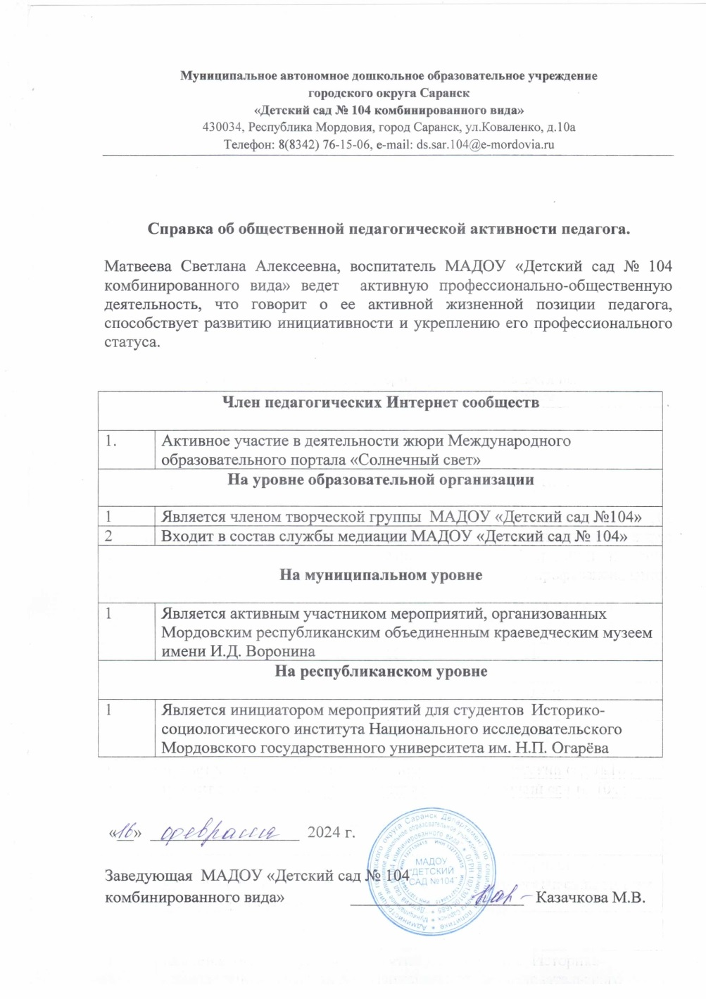 Муниципальное автономное дошкольное образовательное учреждение
городского округа Саранск
«Детский сад № 104 комбинированного вида»
430034, Республика Мордовия, город Саранск, ул.Коваленко, д.10а
Телефон: 8(8342) 76-15-06, e-mail: ds.sar.104@e-mordovia.ru
Справка об общественной педагогической активности педагога.
Матвеева Светлана Алексеевна, воспитатель МАДОУ «Детский сад № 104
комбинированного вида» ведет активную профессионально-общественную
деятельность, что говорит о ее активной жизненной позиции педагога,
способствует развитию инициативности и укреплению его профессионального
статуса.
Член педагогических Интернет сообществ
1. Активное участие в деятельности жюри Международного
образовательного портала «Солнечный свет»
На уровне образовательной организации
1 Является членом творческой группы МАДОУ «Детский сад №104»
2 Входит в состав службы медиации МАДОУ «Детский сад № 104»
На муниципальном уровне
1 Является активным участником мероприятий, организованных
Мордовским республиканским объединенным краеведческим музеем
имени И.Д. Воронина
На республиканском уровне
1 Является инициатором мероприятий для студентов Историко-
социологического института Национального исследовательского
Мордовского государственного университета им. Н.П. Огарёва
«16» февраля 2024 г.
МАДОУ
"ДЕТСКИЙ
САД №104"
Заведующая МАДОУ «Детский сад № 104
комбинированного вида» Казачкова М.В.